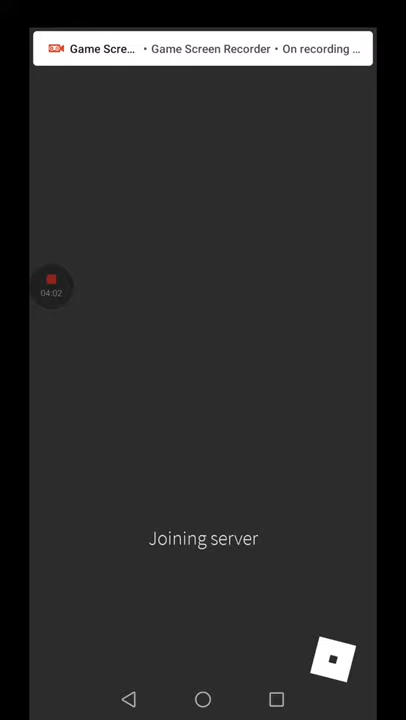 Game Scre… • Game Screen Recorder • On recording …
04:02
Joining server